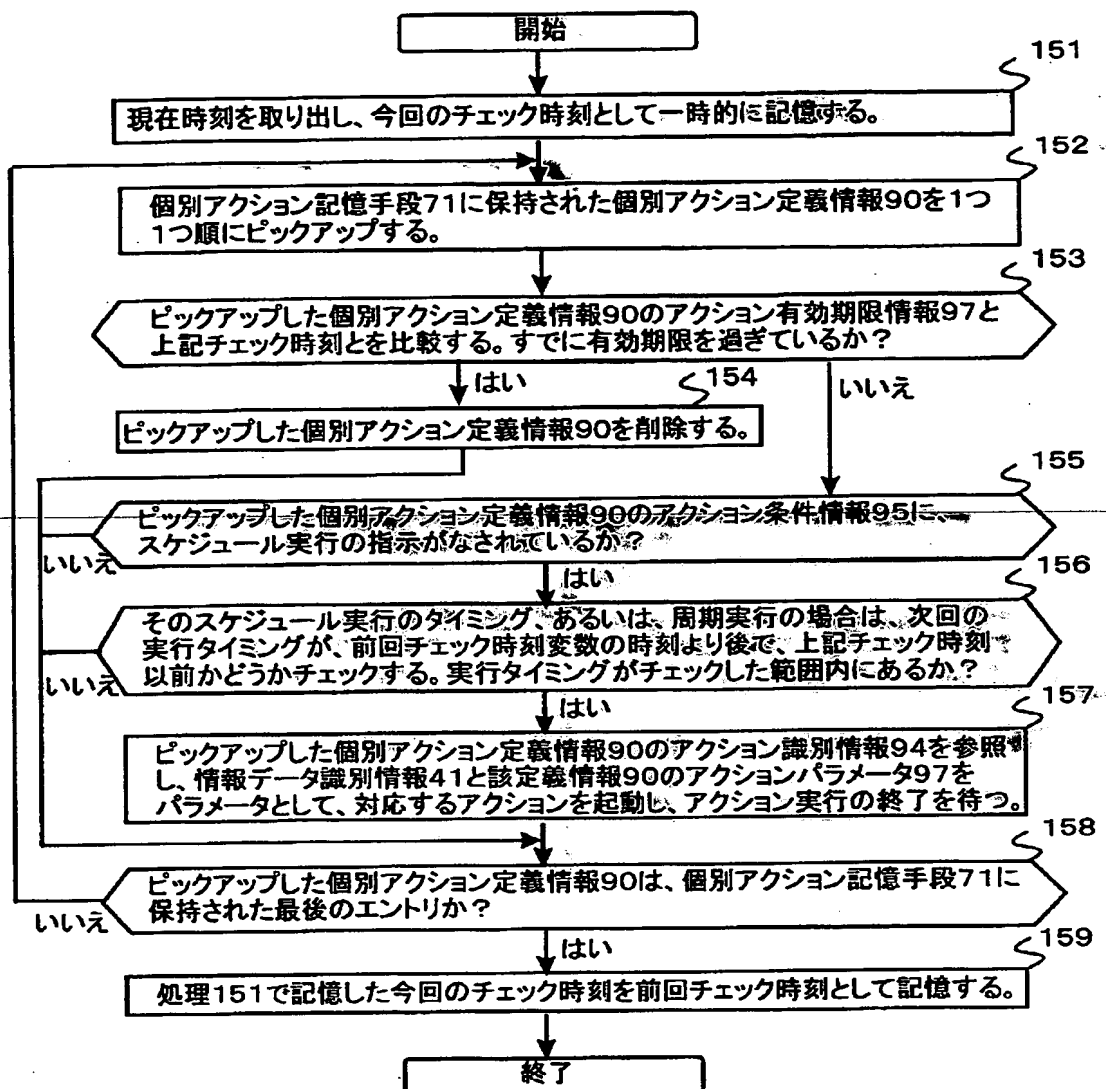 開始
151
現在時刻を取り出し、今回のチェック時刻として一時的に記憶する。
152
個別アクション記憶手段71に保持された個別アクション定義情報90を1つ
1つ順にピックアップする。
153
ピックアップした個別アクション定義情報90のアクション有効期限情報97と
上記チェック時刻とを比較する。すでに有効期限を過ぎているか?
はい
154
いいえ
ピックアップした個別アクション定義情報90を削除する。
155
ピックアップした個別アクション定義情報90のアクション条件情報95に、
スケジュール実行の指示がなされているか?
いいえ
はい
156
そのスケジュール実行のタイミング、あるいは、周期実行の場合は、次回の
実行タイミングが、前回チェック時刻変数の時刻より後で、上記チェック時刻
以前かどうかチェックする。実行タイミングがチェックした範囲内にあるか?
いいえ
はい
157
ピックアップした個別アクション定義情報90のアクション識別情報94を参照
し、情報データ識別情報41と該定義情報90のアクションパラメータ97を
パラメータとして、対応するアクションを起動し、アクション実行の終了を待つ。
158
ピックアップした個別アクション定義情報90は、個別アクション記憶手段71に
保持された最後のエントリか?
いいえ
はい
159
処理151で記憶した今回のチェック時刻を前回チェック時刻として記憶する。
終了